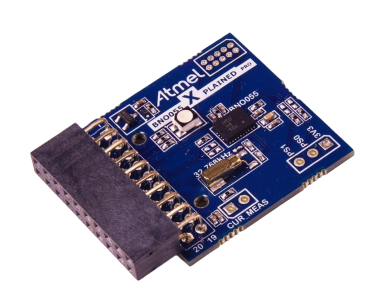 Atmel
BNO055 X PLAINED PRO
BNO055
3V3
PS0
PS1
32.768kHz
CUR MEAS
20 19